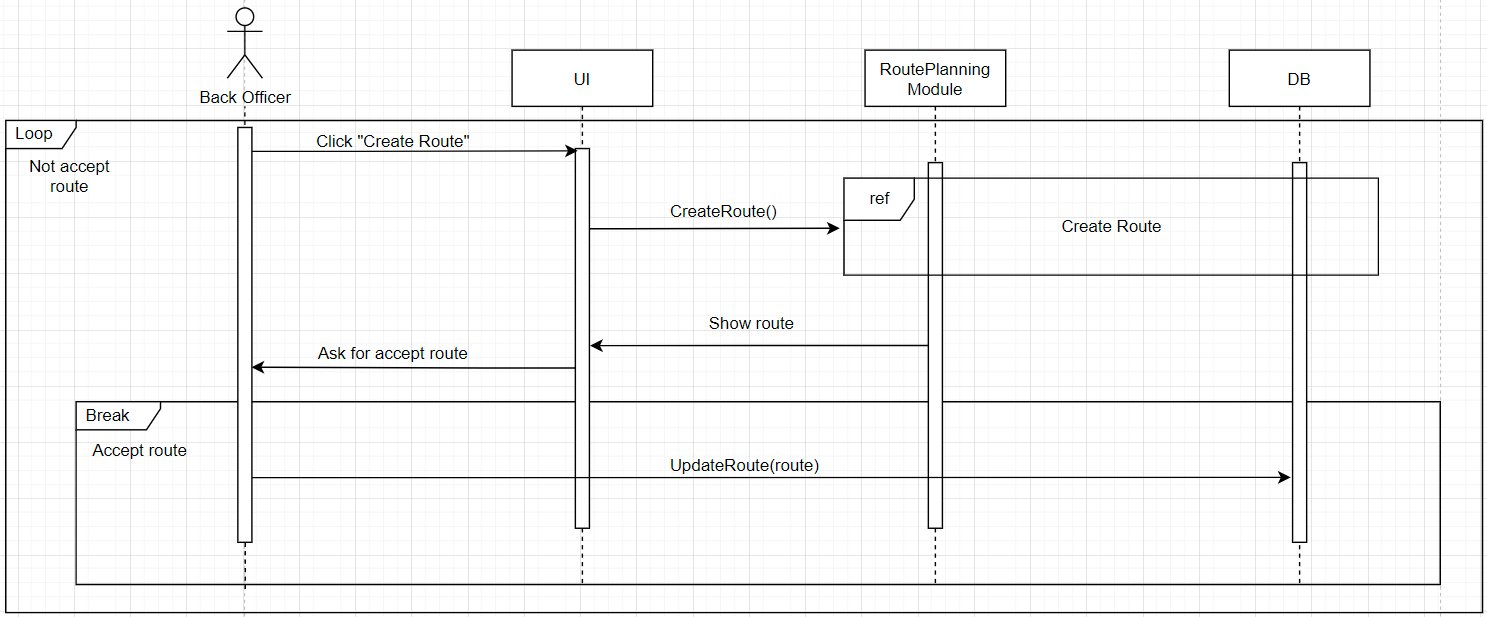 Back Officer
UI
RoutePlanning
Module
DB
Loop
Not accept
route
Click "Create Route"
CreateRoute()
ref
Create Route
Show route
Ask for accept route
Break
Accept route
UpdateRoute(route)